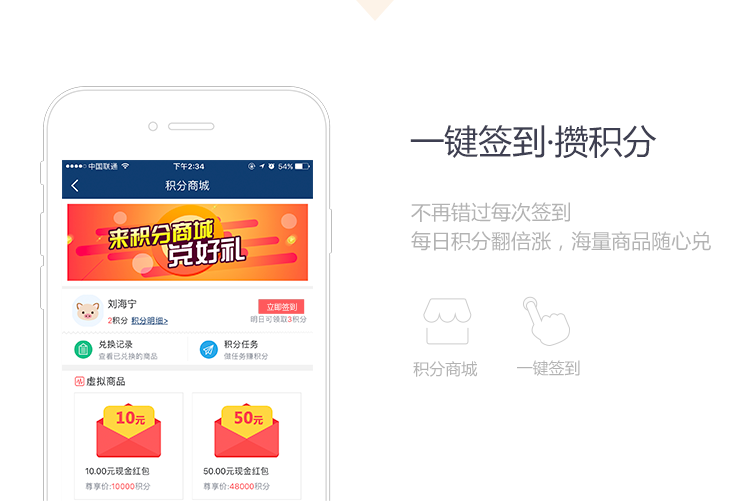 一键签到·攒积分
不再错过每次签到
每日积分翻倍涨，海量商品随心兑
积分商城
一键签到
中国联通
下午2:34
54%
积分商城
来积分商城
兑好礼
刘海宁
立即签到
2积分 积分明细>
明日可领取3积分
兑换记录
查看已兑换的商品
积分任务
做任务赚积分
虚拟商品
10元
50元
10.00元现金红包
50.00元现金红包
尊享价:10000积分
尊享价:48000积分